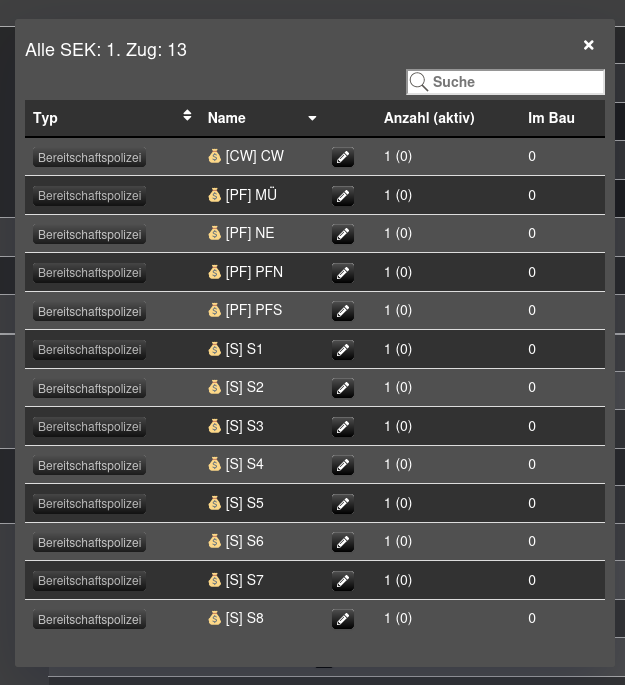 Alle SEK: 1. Zug: 13
×
Suche
Typ Name Anzahl (aktiv) Im Bau
Bereitschaftspolizei [CW] CW 1 (0) 0
Bereitschaftspolizei [PF] MÜ 1 (0) 0
Bereitschaftspolizei [PF] NE 1 (0) 0
Bereitschaftspolizei [PF] PFN 1 (0) 0
Bereitschaftspolizei [PF] PFS 1 (0) 0
Bereitschaftspolizei [S] S1 1 (0) 0
Bereitschaftspolizei [S] S2 1 (0) 0
Bereitschaftspolizei [S] S3 1 (0) 0
Bereitschaftspolizei [S] S4 1 (0) 0
Bereitschaftspolizei [S] S5 1 (0) 0
Bereitschaftspolizei [S] S6 1 (0) 0
Bereitschaftspolizei [S] S7 1 (0) 0
Bereitschaftspolizei [S] S8 1 (0) 0